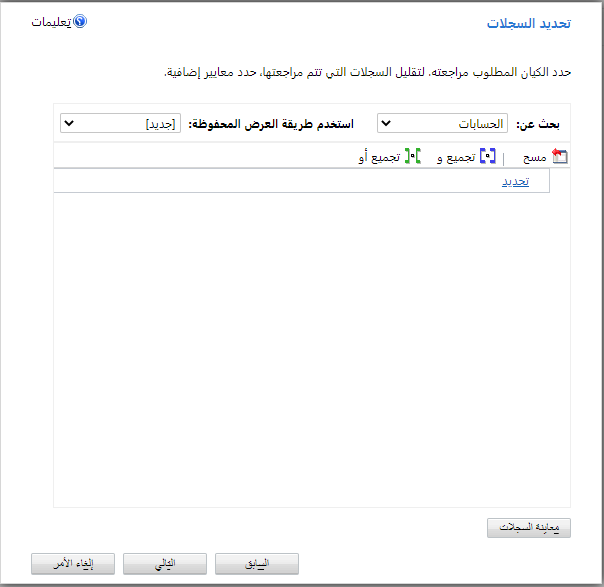 تحديد السجلات
تعليمات
حدد الكيان المطلوب مراجعته. لتقليل السجلات التي تتم مراجعتها، حدد معايير إضافية.
بحث عن: الحسابات استخدم طريقة العرض المحفوظة: [جديد]
مسح | تجميع و تجميع أو
تحديد
معاينة السجلات
السابق التالي إلغاء الأمر